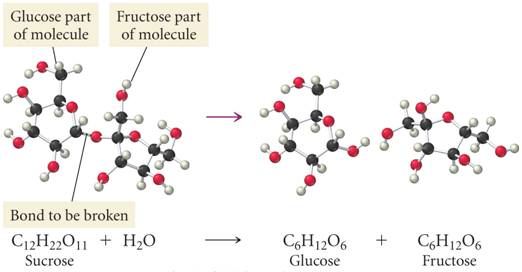 Glucose part
of molecule
Fructose part
of molecule
Bond to be broken
C₁₂H₂₂O₁₁ + H₂O ⟶ C₆H₁₂O₆ + C₆H₁₂O₆
Sucrose Glucose Fructose